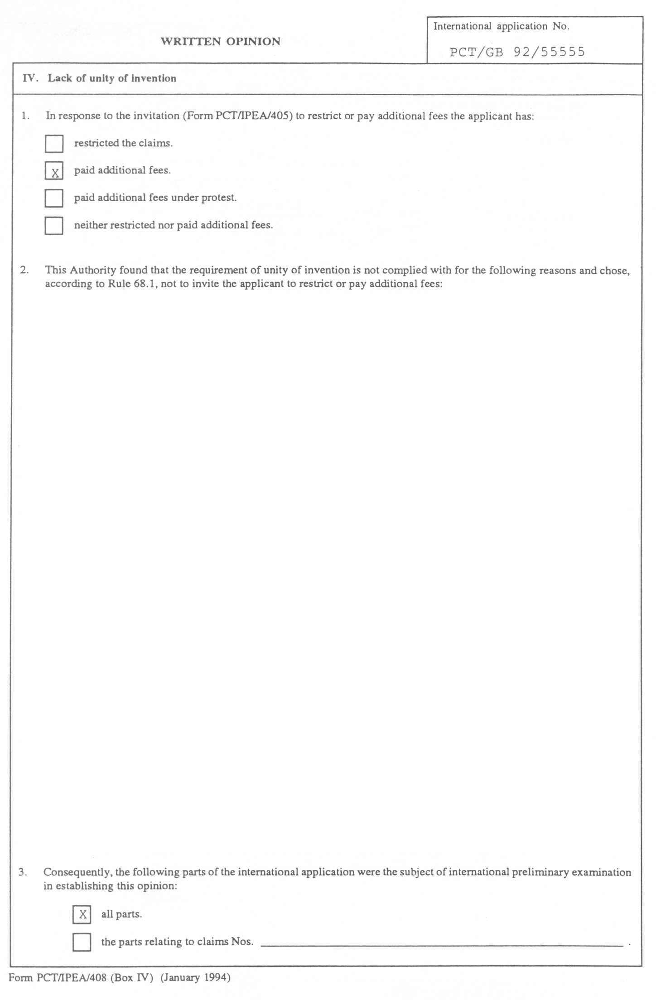 International application No.
WRITTEN OPINION
PCT/GB 92/55555
IV. Lack of unity of invention
1. In response to the invitation (Form PCT/IPEA/405) to restrict or pay additional fees the applicant has:
restricted the claims.
X paid additional fees.
paid additional fees under protest.
neither restricted nor paid additional fees.
2. This Authority found that the requirement of unity of invention is not complied with for the following reasons and chose,
according to Rule 68.1, not to invite the applicant to restrict or pay additional fees:
3. Consequently, the following parts of the international application were the subject of international preliminary examination
in establishing this opinion:
X all parts.
the parts relating to claims Nos. .
Form PCT/IPEA/408 (Box IV) (January 1994)